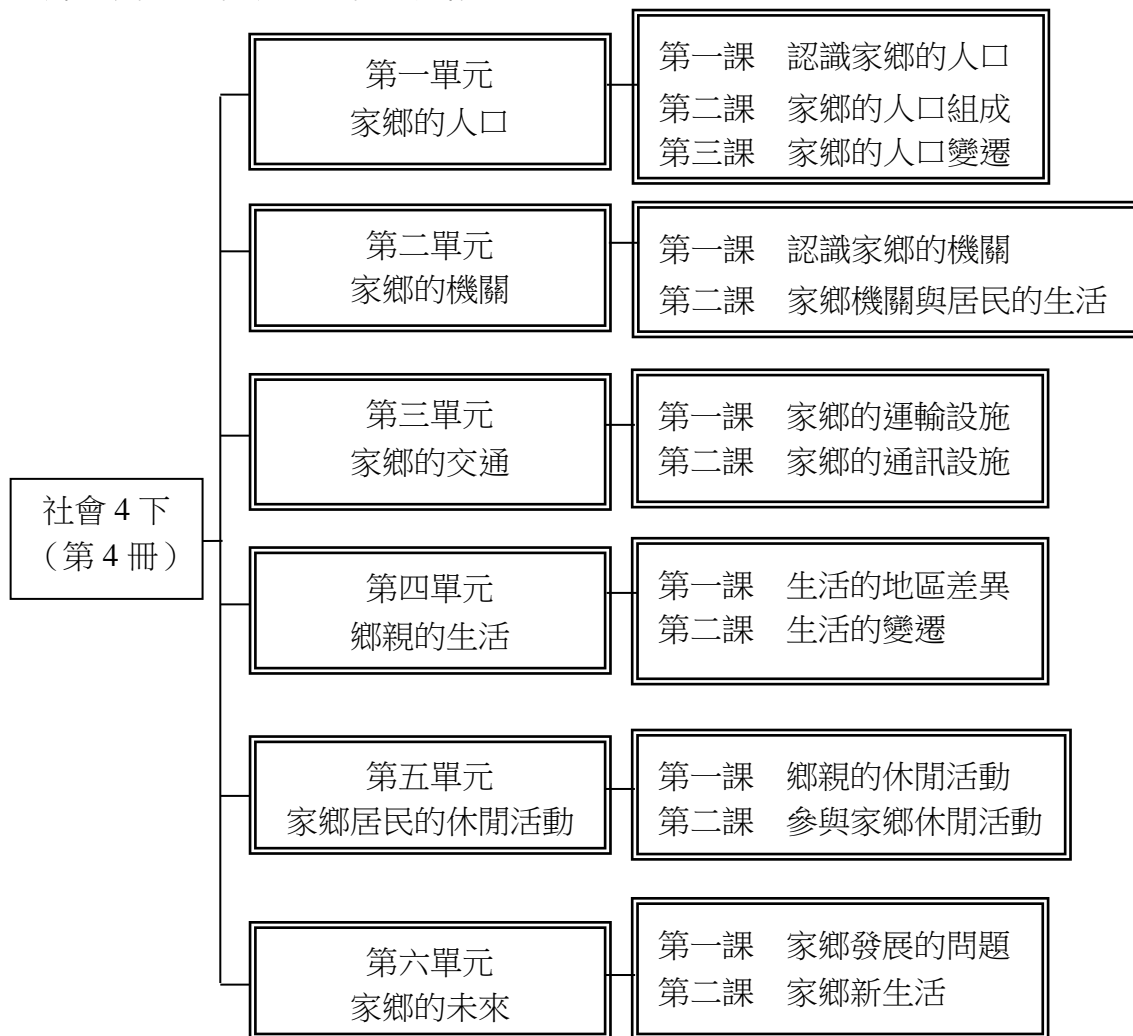 社會 4 下
（第 4 冊）
第一單元
家鄉的人口
第一課　認識家鄉的人口
第二課　家鄉的人口組成
第三課　家鄉的人口變遷
第二單元
家鄉的機關
第一課　認識家鄉的機關
第二課　家鄉機關與居民的生活
第三單元
家鄉的交通
第一課　家鄉的運輸設施
第二課　家鄉的通訊設施
第四單元
鄉親的生活
第一課　生活的地區差異
第二課　生活的變遷
第五單元
家鄉居民的休閒活動
第一課　鄉親的休閒活動
第二課　參與家鄉休閒活動
第六單元
家鄉的未來
第一課　家鄉發展的問題
第二課　家鄉新生活